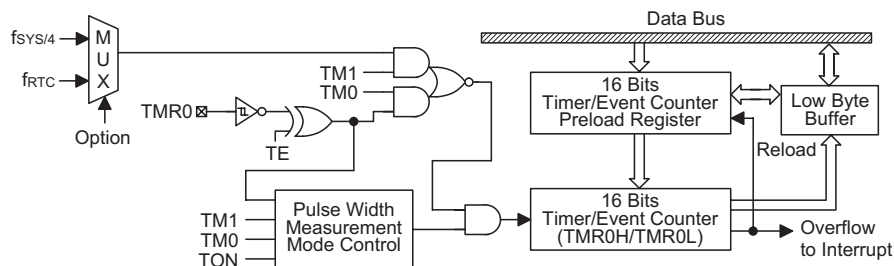 fSYS/4
fRTC
M
U
X
Option
TMR0
TE
TM1
TM0
TM1
TM0
TON
Pulse Width
Measurement
Mode Control
Data Bus
16 Bits
Timer/Event Counter
Preload Register
Low Byte
Buffer
Reload
16 Bits
Timer/Event Counter
(TMR0H/TMR0L)
Overflow
to Interrupt